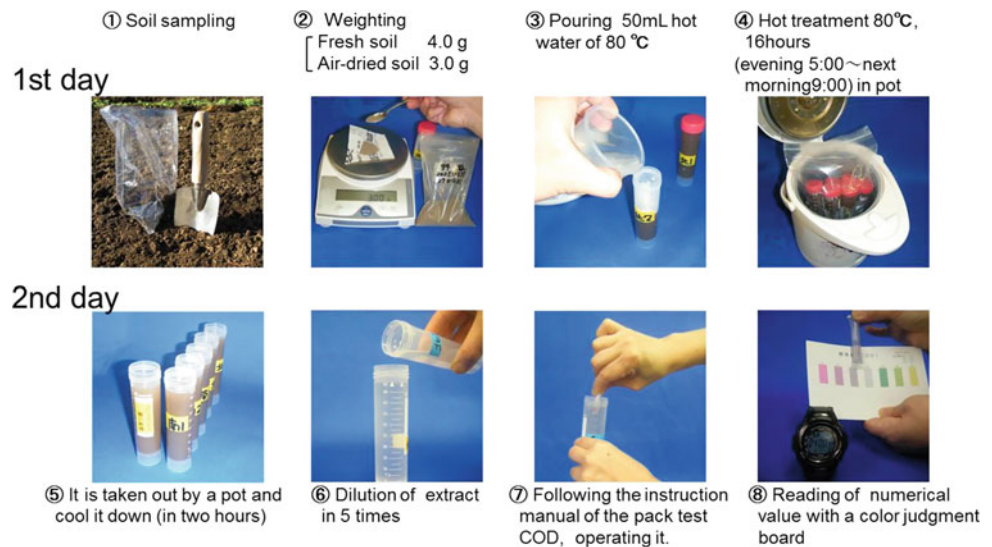 ① Soil sampling
② Weighting
Fresh soil 4.0 g
Air-dried soil 3.0 g
③ Pouring 50mL hot
water of 80 ℃
④ Hot treatment 80℃,
16hours
(evening 5:00～next
morning9:00) in pot
1st day
2nd day
⑤ It is taken out by a pot and
cool it down (in two hours)
⑥ Dilution of extract
in 5 times
⑦ Following the instruction
manual of the pack test
COD, operating it.
⑧ Reading of numerical
value with a color judgment
board